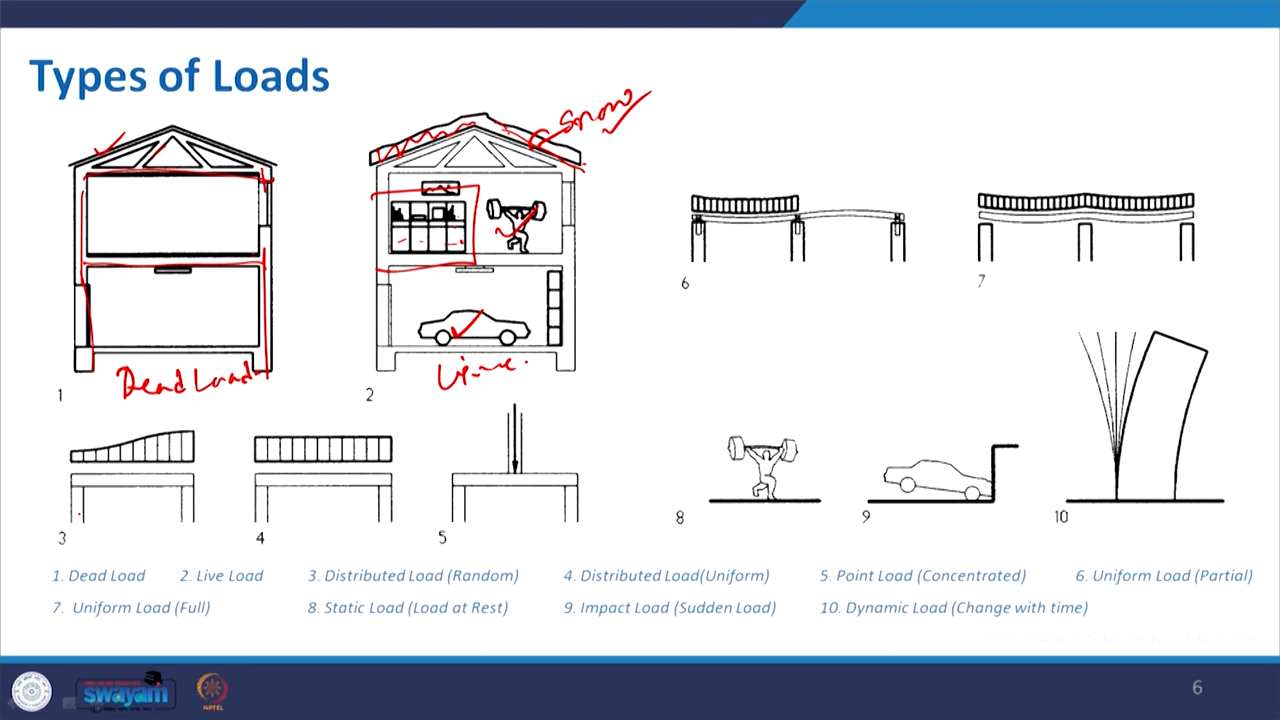 Types of Loads
Snow
Dead Load
1
2
3
4
5
6
7
8
9
10
1. Dead Load 2. Live Load 3. Distributed Load (Random) 4. Distributed Load(Uniform) 5. Point Load (Concentrated) 6. Uniform Load (Partial)
7. Uniform Load (Full) 8. Static Load (Load at Rest) 9. Impact Load (Sudden Load) 10. Dynamic Load (Change with time)
swayam
NPTEL
6